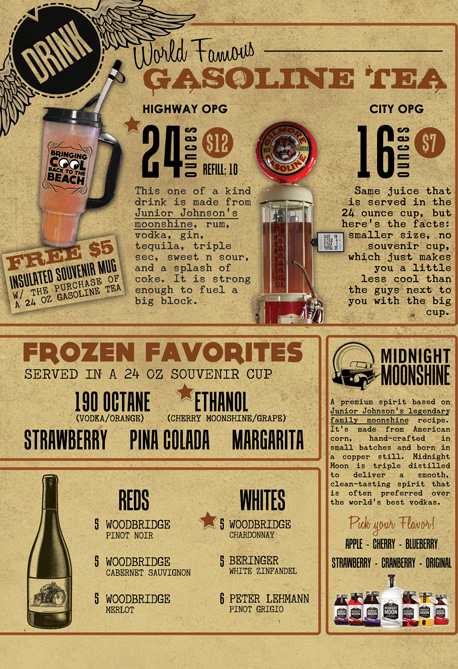 DRINK
World Famous
GASOLINE TEA
HIGHWAY OPG
24 ounces $12
REFILL: 10
This one of a kind
drink is made from
Junior Johnson's
moonshine, rum,
vodka, gin,
tequila, triple
sec, sweet n sour,
and a splash of
coke. It is strong
enough to fuel a
big block.
CITY OPG
16 ounces $7
Same juice that
is served in the
24 ounce cup, but
here's the facts:
smaller size, no
souvenir cup,
which just makes
you a little
less cool than
the guys next to
you with the big
cup.
BRINGING
COOL
BACK TO THE
BEACH
GILMORE
GASOLINE
FREE $5
INSULATED SOUVENIR MUG
W/ THE PURCHASE OF
A 24 OZ GASOLINE TEA
FROZEN FAVORITES
SERVED IN A 24 OZ SOUVENIR CUP
190 OCTANE
(VODKA/ORANGE)
ETHANOL
(CHERRY MOONSHINE/GRAPE)
STRAWBERRY PINA COLADA MARGARITA
REDS
5 WOODBRIDGE
PINOT NOIR
5 WOODBRIDGE
CABERNET SAUVIGNON
5 WOODBRIDGE
MERLOT
WHITES
5 WOODBRIDGE
CHARDONNAY
5 BERINGER
WHITE ZINFANDEL
6 PETER LEHMANN
PINOT GRIGIO
MIDNIGHT
MOONSHINE
A premium spirit based on
Junior Johnson's legendary
family moonshine recipe.
It's made from American
corn, hand-crafted in
small batches and born in
a copper still. Midnight
Moon is triple distilled
to deliver a smooth,
clean-tasting spirit that
is often preferred over
the world's best vodkas.
Pick your Flavor!
APPLE - CHERRY - BLUEBERRY
STRAWBERRY - CRANBERRY - ORIGINAL